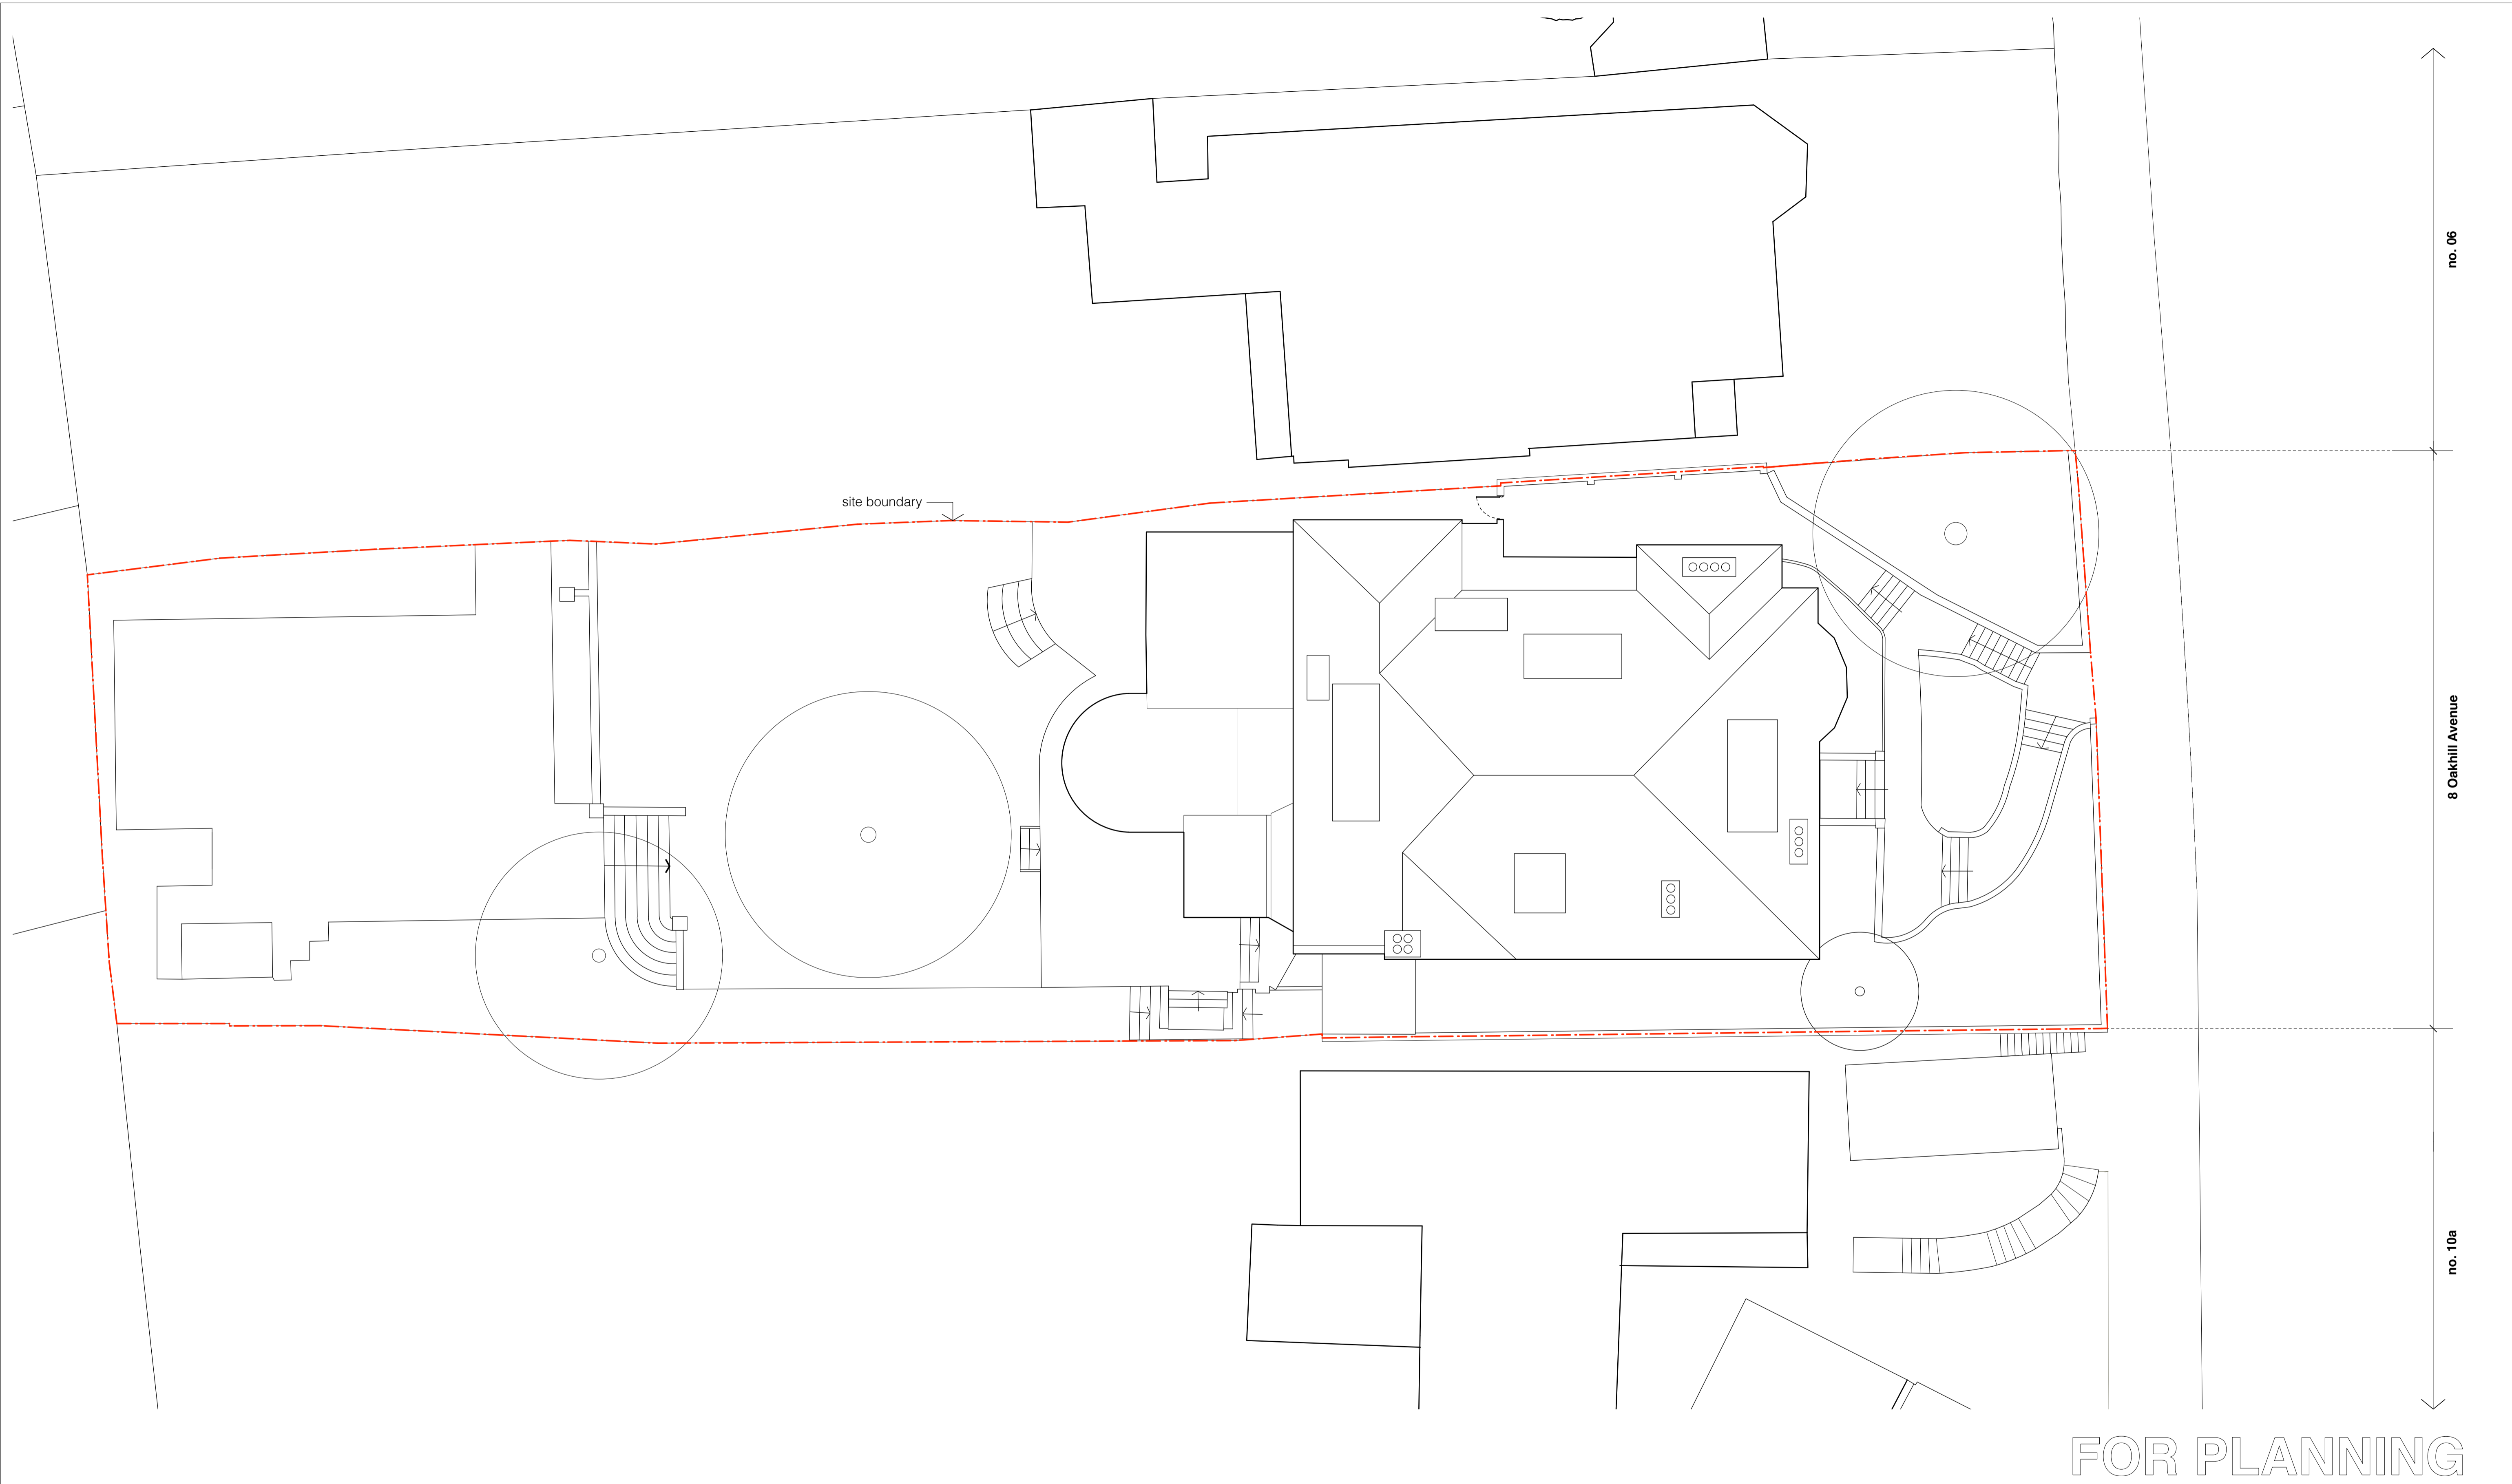 no. 06
site boundary
8 Oakhill Avenue
no. 10a
FOR PLANNING